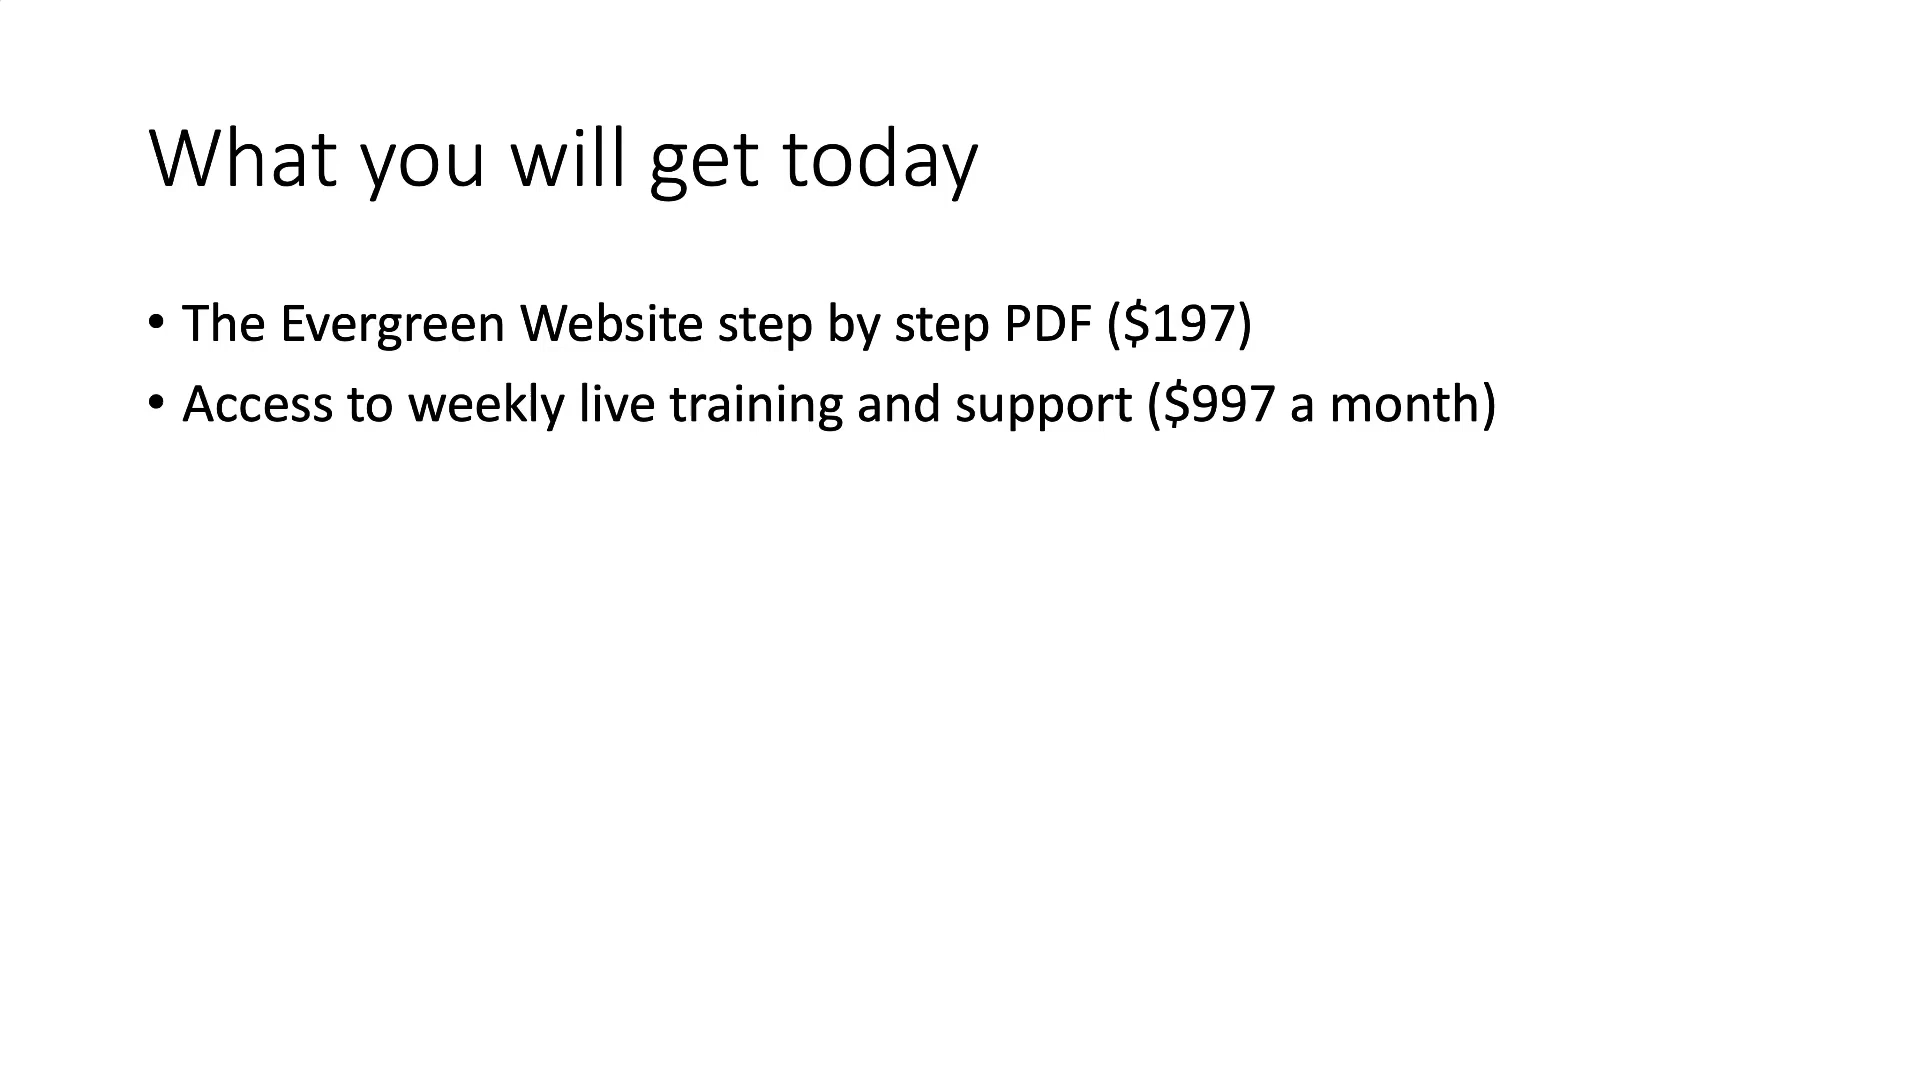 What you will get today
• The Evergreen Website step by step PDF ($197)
• Access to weekly live training and support ($997 a month)